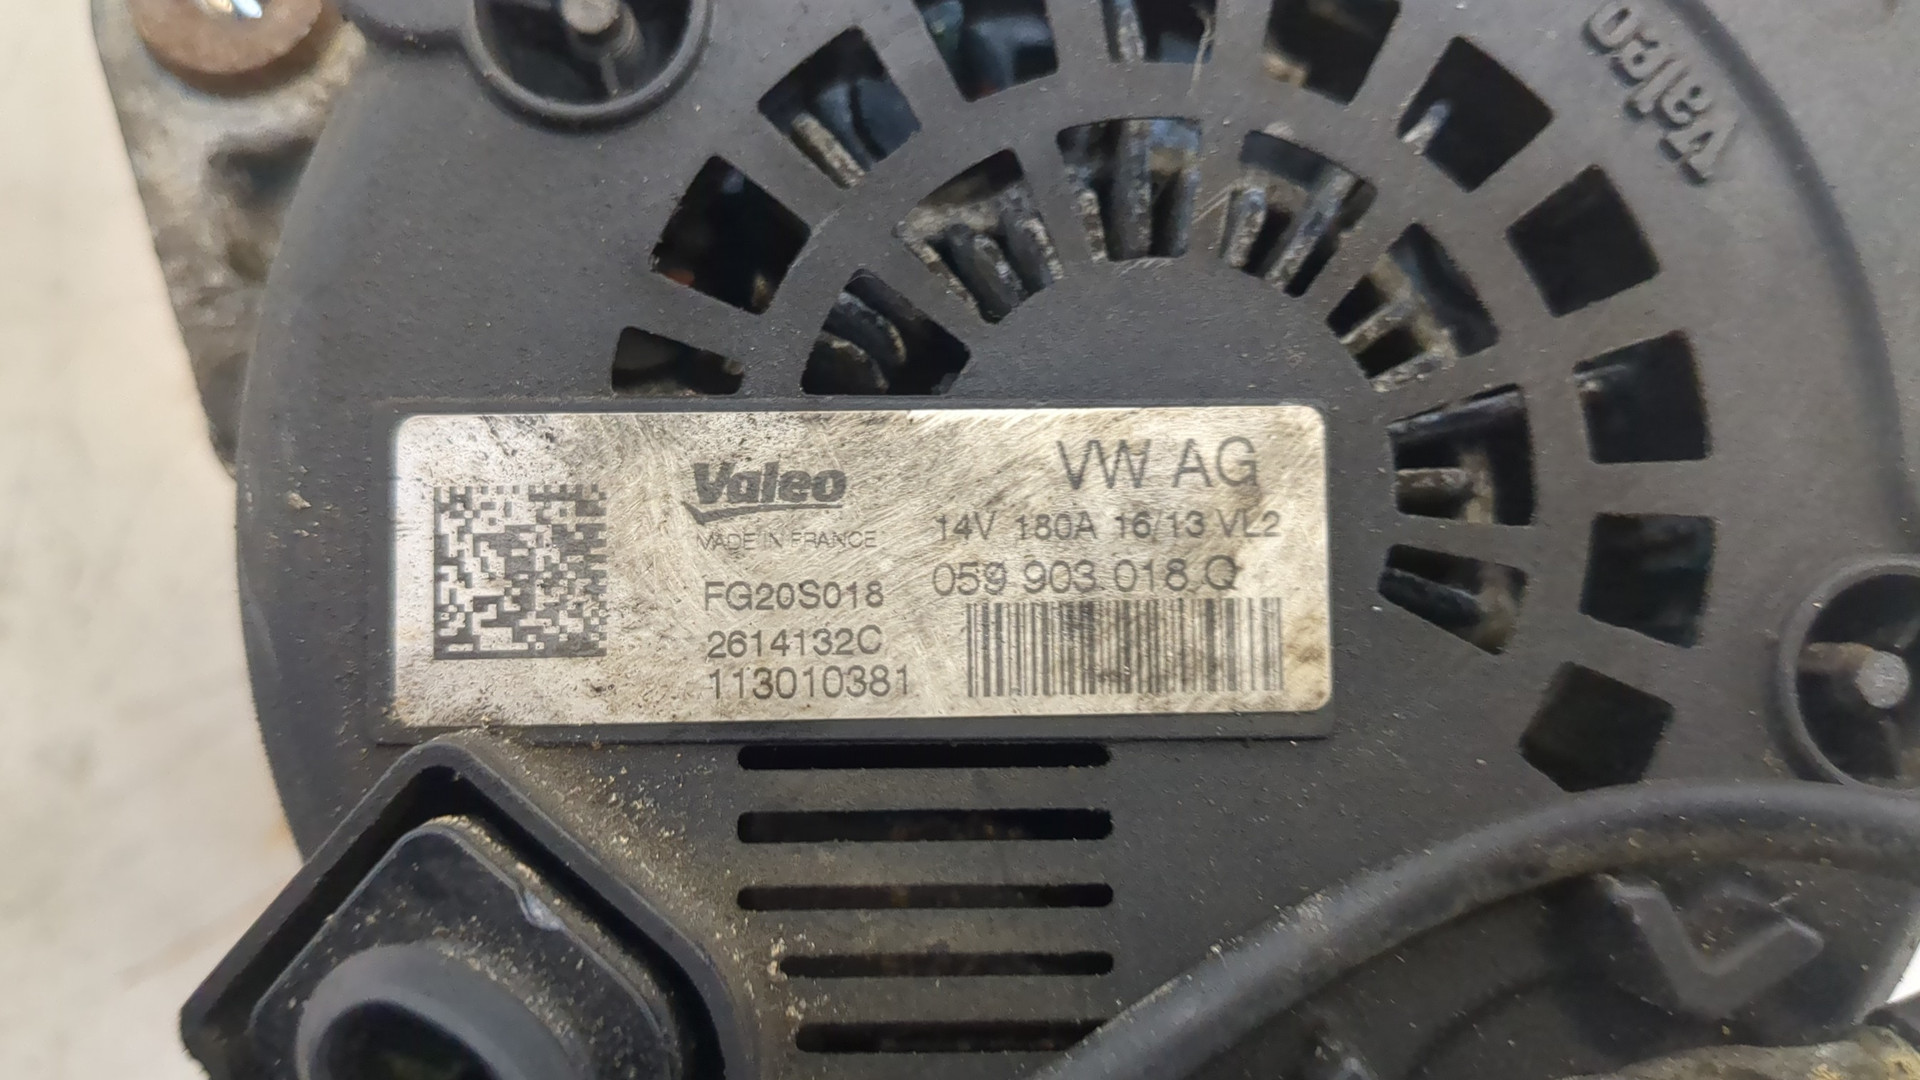 Valeo
Valeo
MADE IN FRANCE
FG20S018
2614132C
113010381
VW AG
14V 180A 16/13 VL2
059 903 018 Q